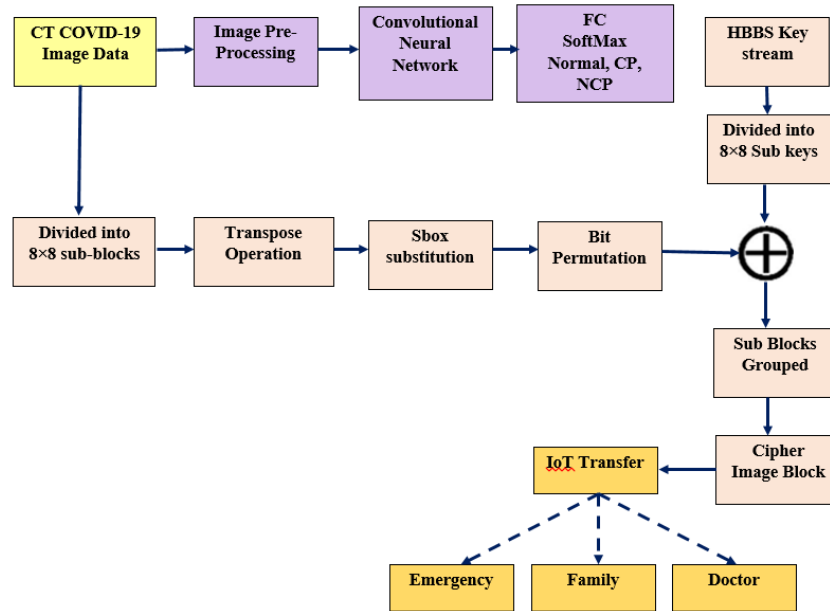 CT COVID-19
Image Data
Image Pre-
Processing
Convolutional
Neural
Network
FC
SoftMax
Normal, CP,
NCP
HBBS Key
stream
Divided into
8×8 Sub keys
Divided into
8×8 sub-blocks
Transpose
Operation
Sbox
substitution
Bit
Permutation
Sub Blocks
Grouped
Cipher
Image Block
IoT Transfer
Emergency
Family
Doctor